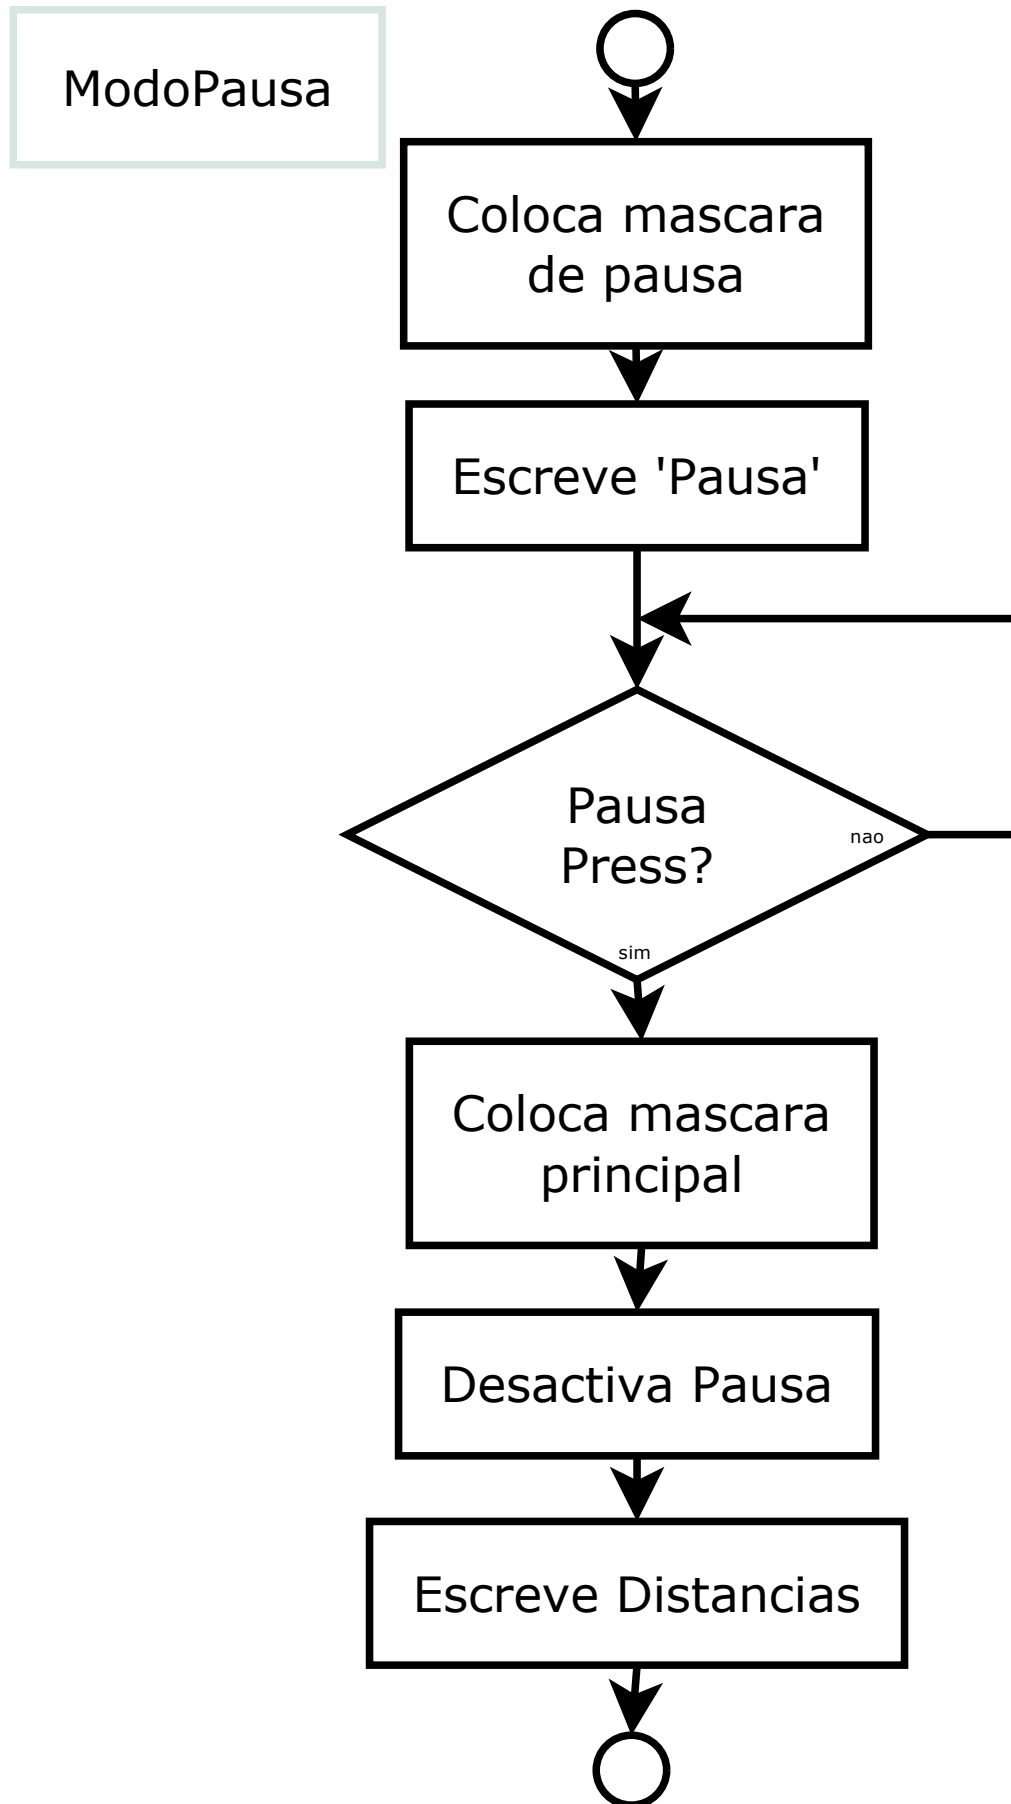 ModoPausa
Coloca mascara
de pausa
Escreve 'Pausa'
Pausa
Press?
nao
sim
Coloca mascara
principal
Desactiva Pausa
Escreve Distancias